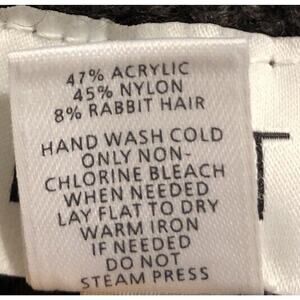 47% ACRYLIC
45% NYLON
8% RABBIT HAIR
HAND WASH COLD
ONLY NON-
CHLORINE BLEACH
WHEN NEEDED
LAY FLAT TO DRY
WARM IRON
IF NEEDED
DO NOT
STEAM PRESS